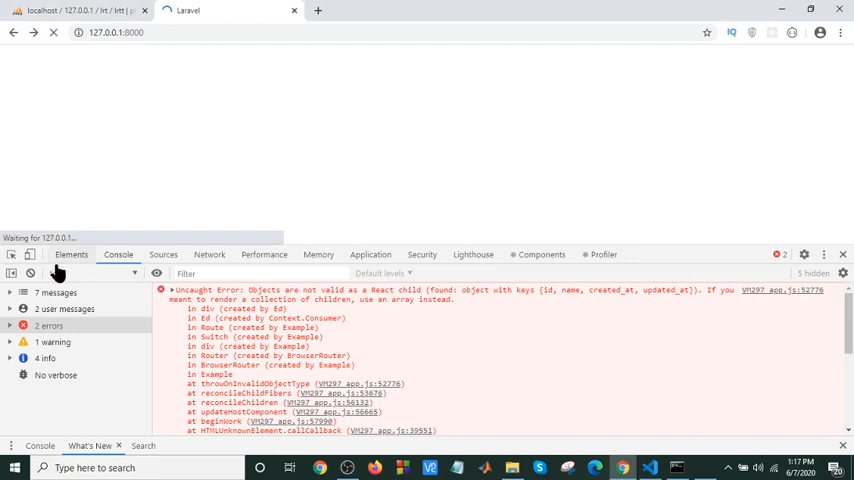 localhost / 127.0.0.1 / lrt / lrtt | p
Laravel
127.0.0.1:8000
Waiting for 127.0.0.1...
Elements Console Sources Network Performance Memory Application Security Lighthouse Components Profiler 2
Filter Default levels 5 hidden
7 messages
2 user messages
2 errors
1 warning
4 info
No verbose
Uncaught Error: Objects are not valid as a React child (found: object with keys {id, name, created_at, updated_at}). If you VM297 app.js:52776
meant to render a collection of children, use an array instead.
in div (created by Ed)
in Ed (created by Context.Consumer)
in Route (created by Example)
in Switch (created by Example)
in div (created by Example)
in Router (created by BrowserRouter)
in BrowserRouter (created by Example)
in Example
at throwOnInvalidObjectType (VM297 app.js:52776)
at reconcileChildFibers (VM297 app.js:53676)
at reconcileChildren (VM297 app.js:56132)
at updateHostComponent (VM297 app.js:56665)
at beginWork (VM297 app.js:57990)
at HTMLUnknownElement.callCallback (VM297 app.js:39551)
Console What's New Search
Type here to search
1:17 PM
6/7/2020
20